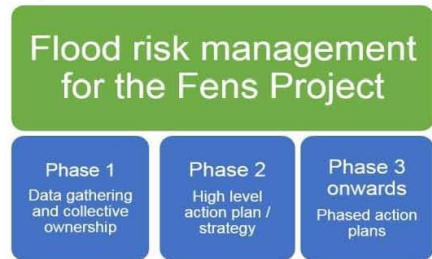 Flood risk management
for the Fens Project
Phase 1
Data gathering
and collective
ownership
Phase 2
High level
action plan /
strategy
Phase 3
onwards
Phased action
plans